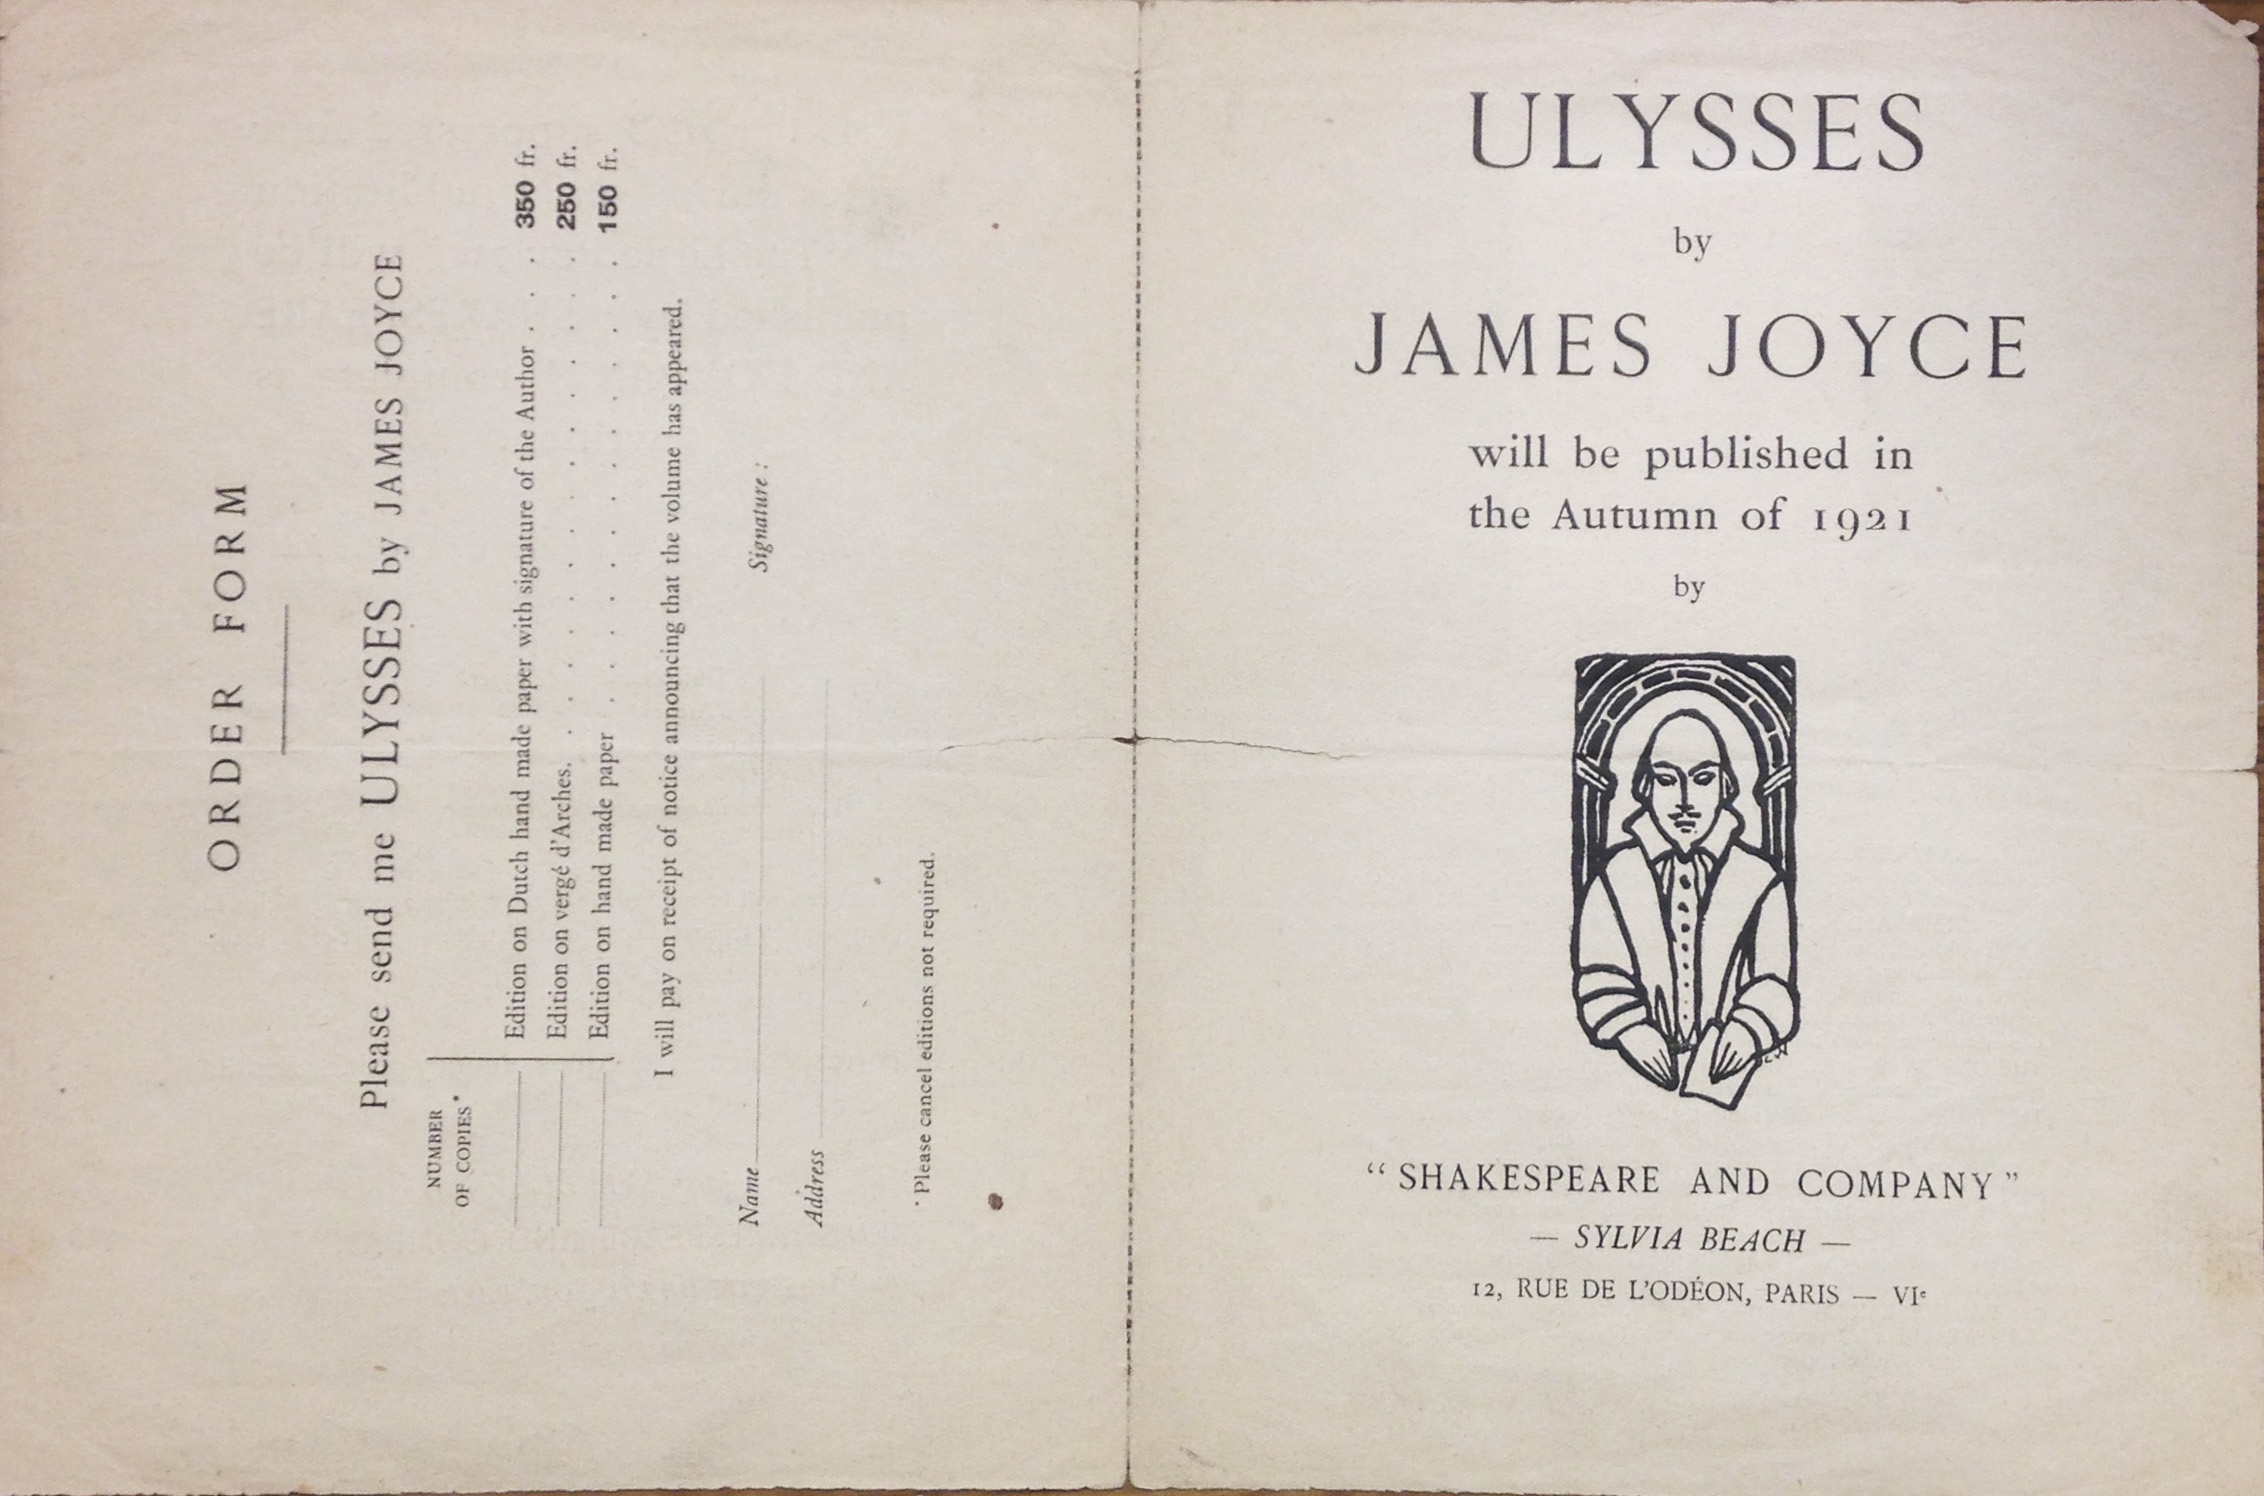 ORDER FORM
Please send me ULYSSES by JAMES JOYCE
NUMBER
OF COPIES*
Edition on Dutch hand made paper with signature of the Author . . . 350 fr.
Edition on vergé d'Arches. . . . . . . . . . . . . . . . 250 fr.
Edition on hand made paper . . . . . . . . . . . . . . 150 fr.
I will pay on receipt of notice announcing that the volume has appeared.
Name Signature :
Address
* Please cancel editions not required.
ULYSSES
by
JAMES JOYCE
will be published in
the Autumn of 1921
by
“SHAKESPEARE AND COMPANY”
— SYLVIA BEACH —
12, RUE DE L'ODÉON, PARIS — VIᵉ